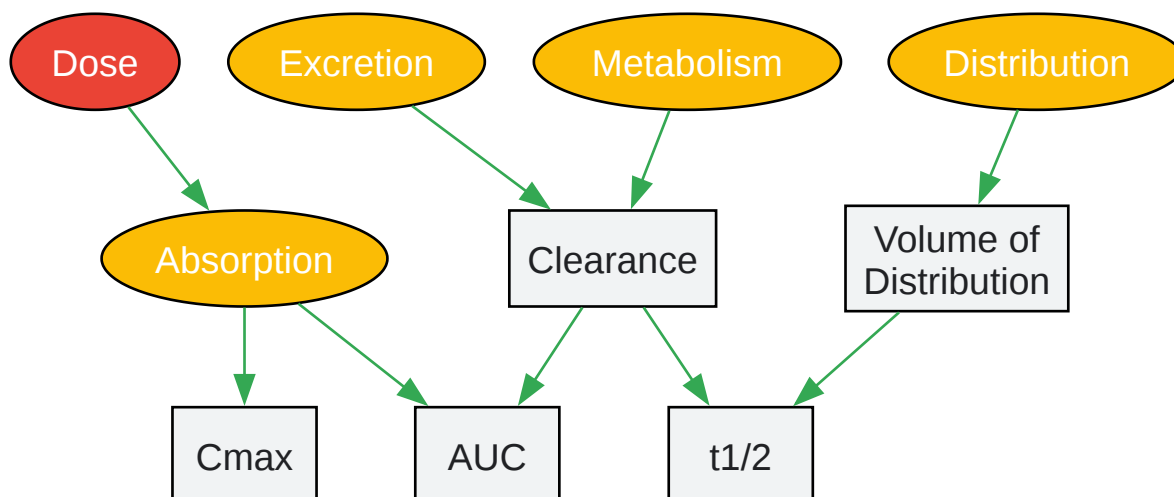 Dose
Excretion
Metabolism
Distribution
Absorption
Clearance
Volume of
Distribution
Cmax
AUC
t1/2